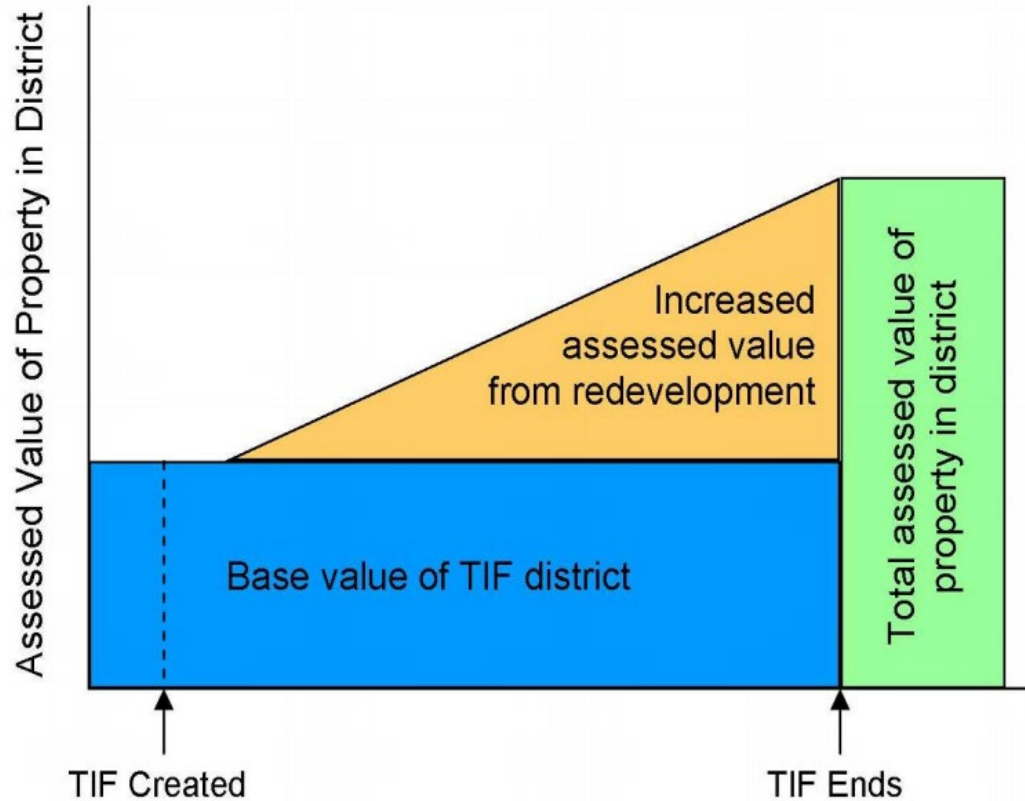 Assessed Value of Property in District
Increased
assessed value
from redevelopment
Base value of TIF district
Total assessed value of
property in district
TIF Created
TIF Ends